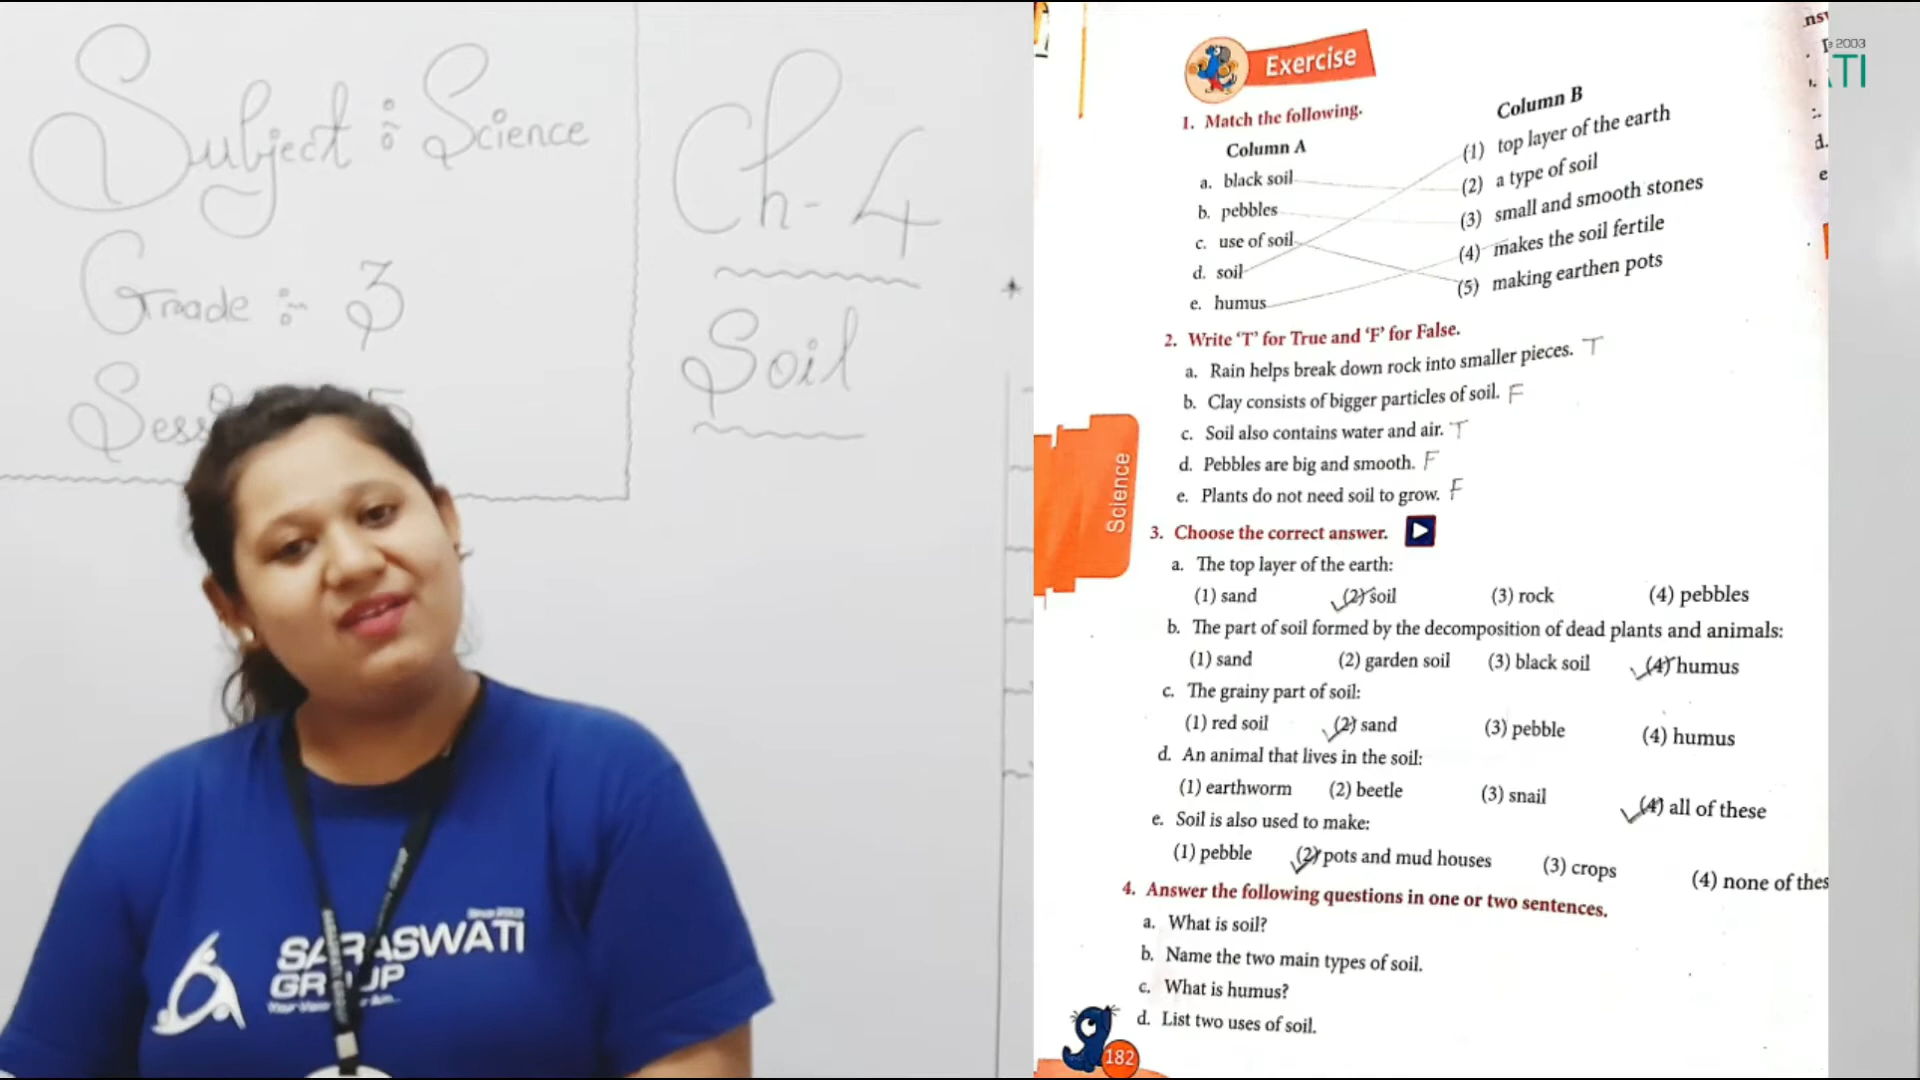 Subject : Science
Grade :- 3
Ch- 4
Soil
SARASWATI
GROUP
Since 2003
Science
Exercise
1. Match the following.
Column A
Column B
a. black soil
(1) top layer of the earth
b. pebbles
(2) a type of soil
c. use of soil
(3) small and smooth stones
d. soil
(4) makes the soil fertile
e. humus
(5) making earthen pots
2. Write 'T' for True and 'F' for False.
a. Rain helps break down rock into smaller pieces. T
b. Clay consists of bigger particles of soil. F
c. Soil also contains water and air. T
d. Pebbles are big and smooth. F
e. Plants do not need soil to grow. F
3. Choose the correct answer.
a. The top layer of the earth:
(1) sand (2) soil (3) rock (4) pebbles
b. The part of soil formed by the decomposition of dead plants and animals:
(1) sand (2) garden soil (3) black soil (4) humus
c. The grainy part of soil:
(1) red soil (2) sand (3) pebble (4) humus
d. An animal that lives in the soil:
(1) earthworm (2) beetle (3) snail (4) all of these
e. Soil is also used to make:
(1) pebble (2) pots and mud houses (3) crops (4) none of thes
4. Answer the following questions in one or two sentences.
a. What is soil?
b. Name the two main types of soil.
c. What is humus?
d. List two uses of soil.
182
2003
TI